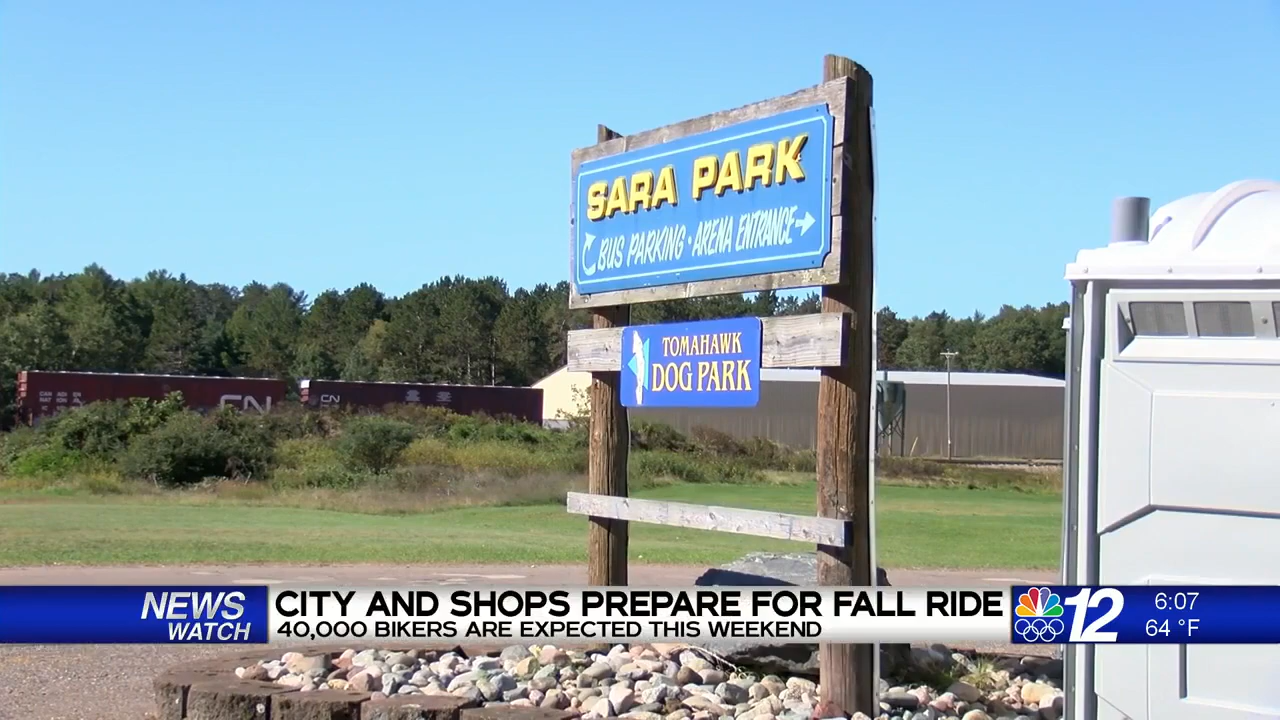 SARA PARK
BUS PARKING · ARENA ENTRANCE
TOMAHAWK
DOG PARK
CN
CN
NEWS
WATCH
CITY AND SHOPS PREPARE FOR FALL RIDE
40,000 BIKERS ARE EXPECTED THIS WEEKEND
12
6:07
64 °F